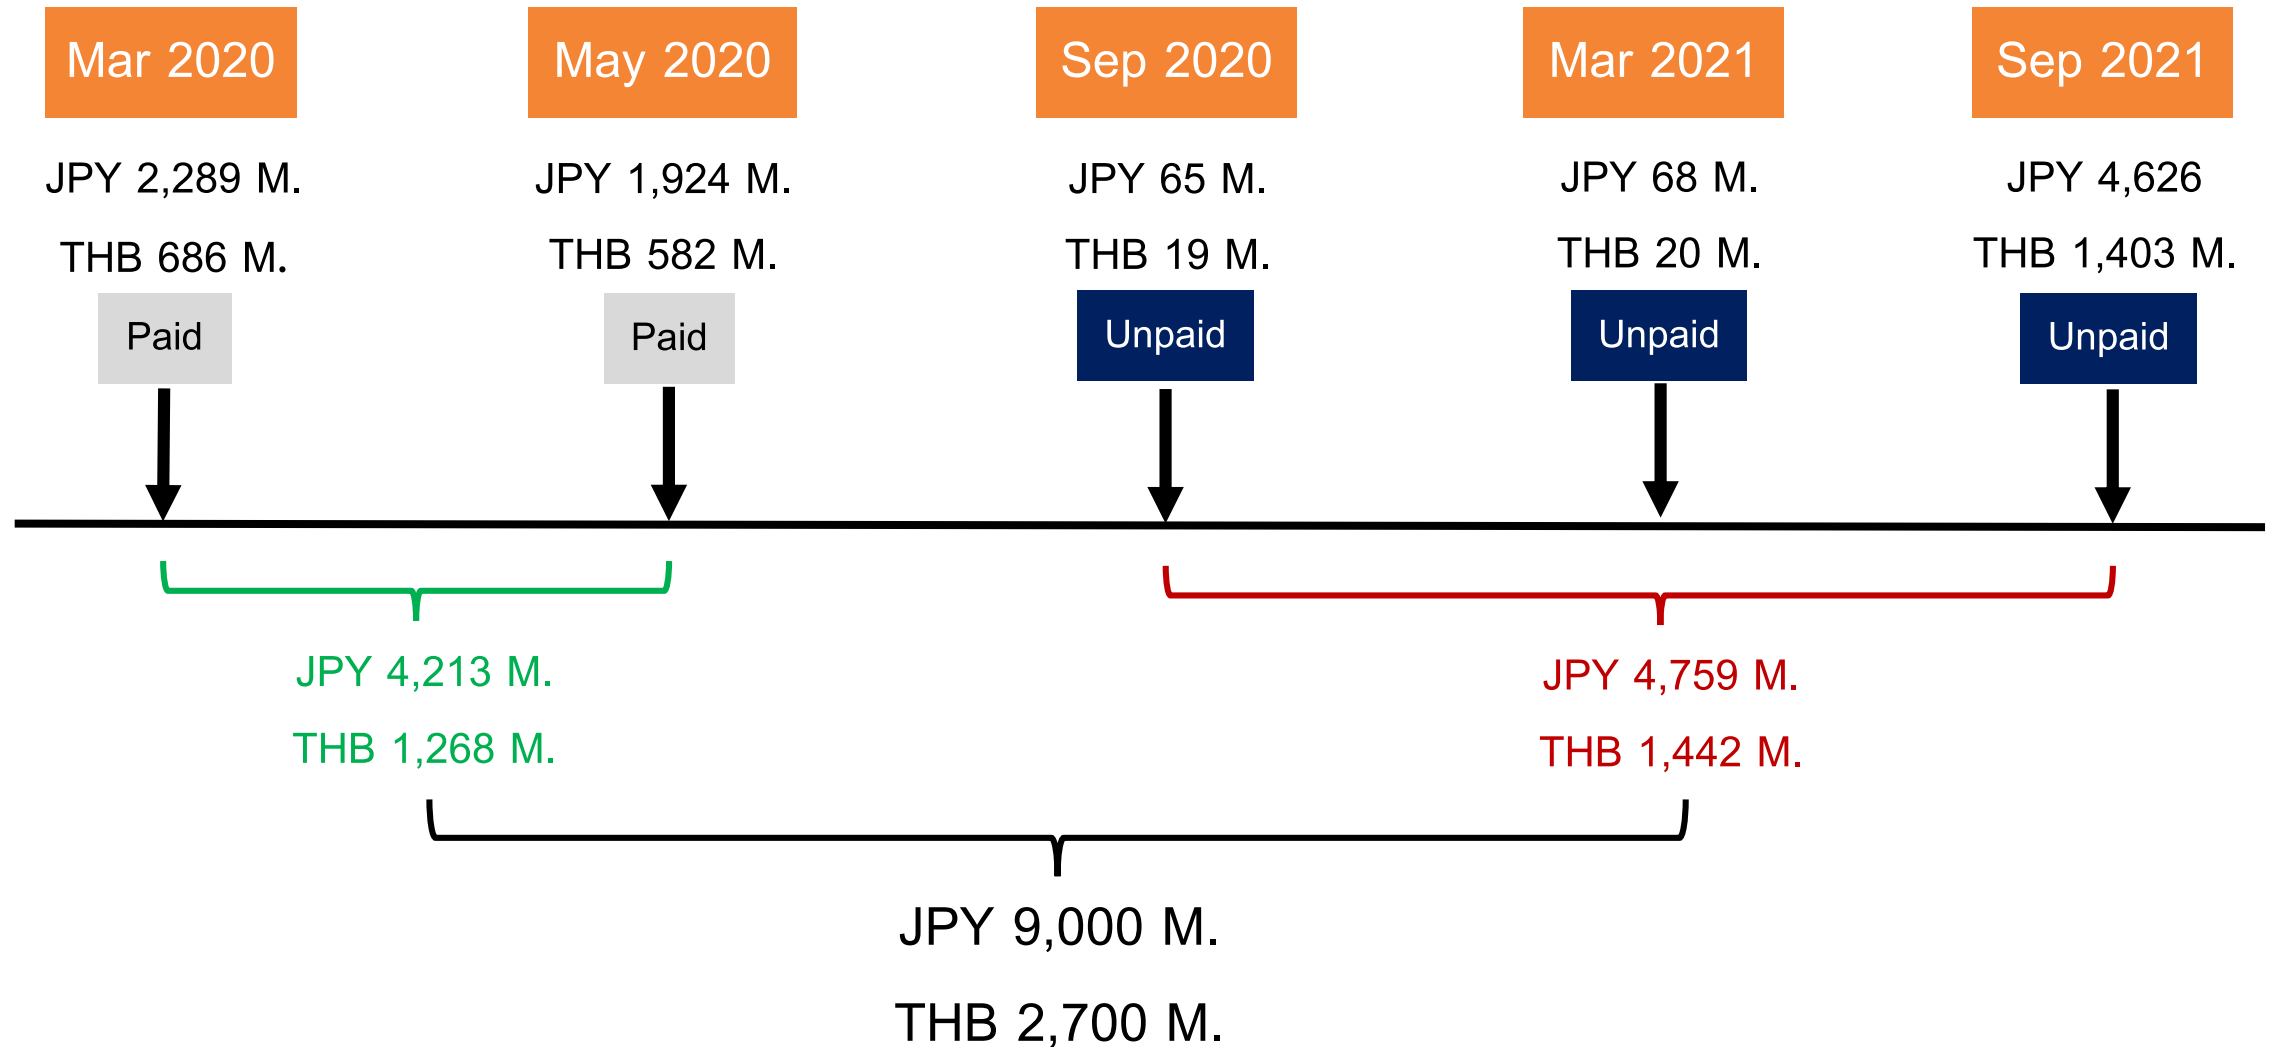 Mar 2020
May 2020
Sep 2020
Mar 2021
Sep 2021
JPY 2,289 M.
JPY 1,924 M.
JPY 65 M.
JPY 68 M.
JPY 4,626
THB 686 M.
THB 582 M.
THB 19 M.
THB 20 M.
THB 1,403 M.
Paid
Paid
Unpaid
Unpaid
Unpaid
JPY 4,213 M.
THB 1,268 M.
JPY 4,759 M.
THB 1,442 M.
JPY 9,000 M.
THB 2,700 M.